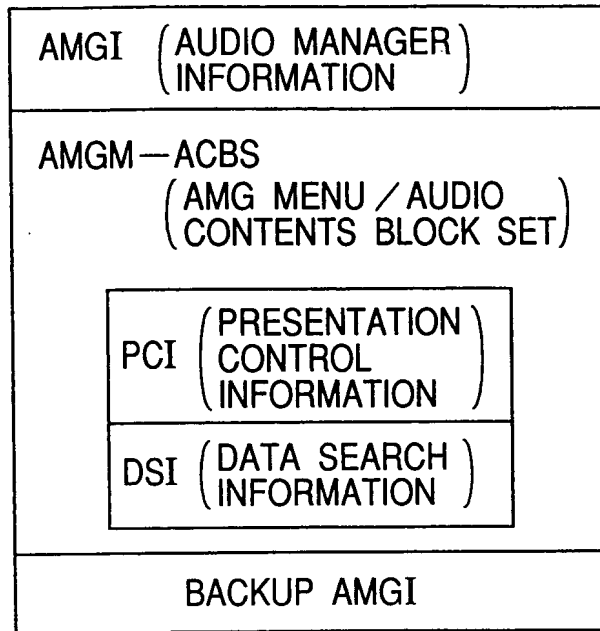 AMGI (AUDIO MANAGER
INFORMATION)
AMGM—ACBS
(AMG MENU / AUDIO
CONTENTS BLOCK SET)
PCI (PRESENTATION
CONTROL
INFORMATION)
DSI (DATA SEARCH
INFORMATION)
BACKUP AMGI